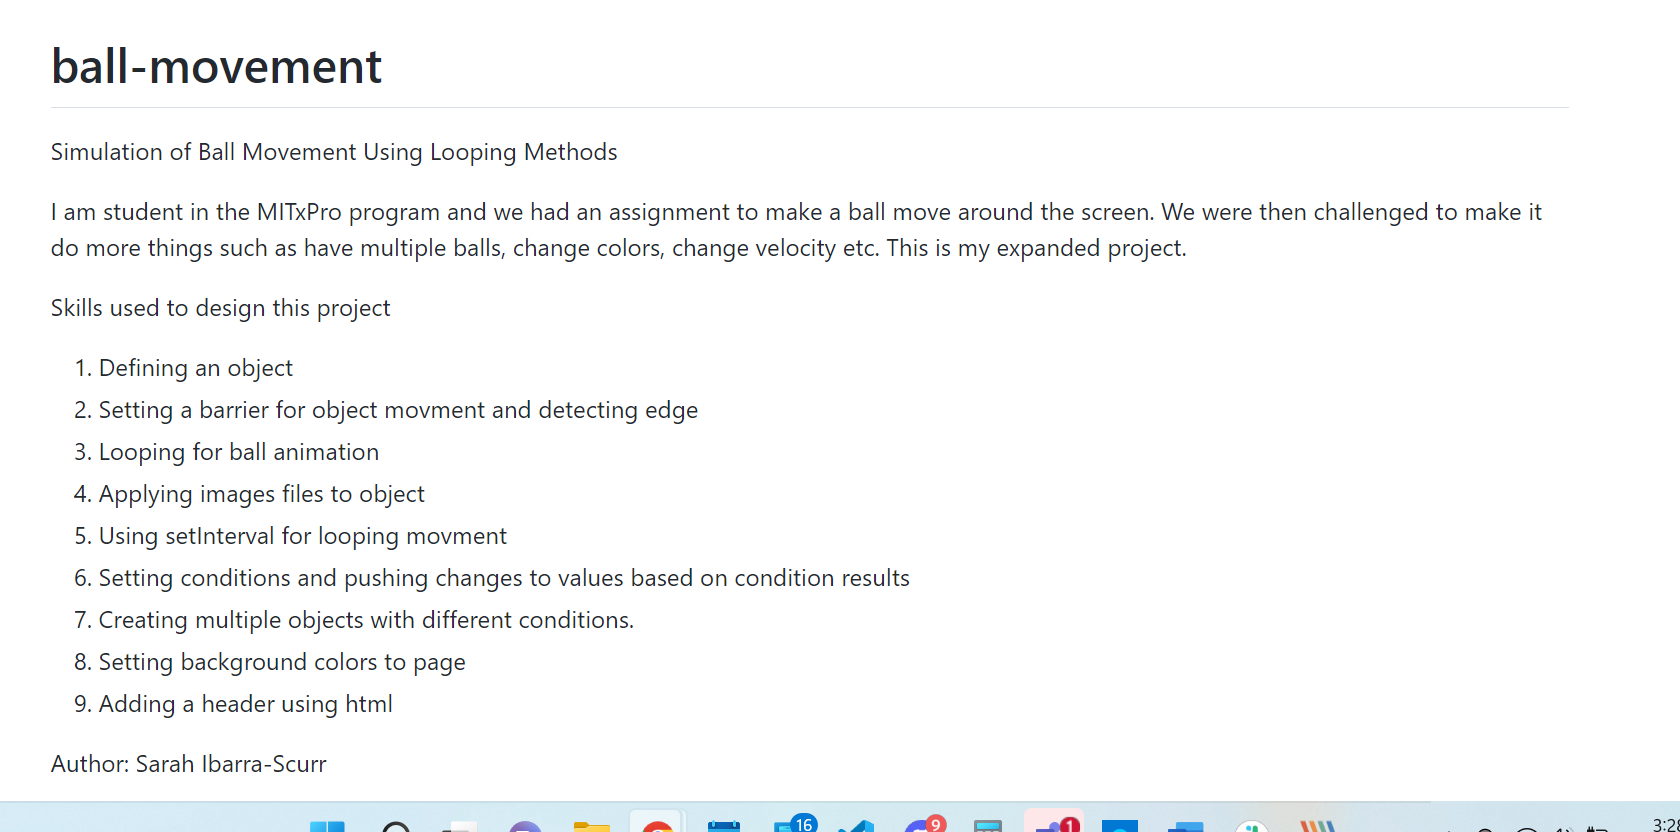 ball-movement
Simulation of Ball Movement Using Looping Methods
I am student in the MITxPro program and we had an assignment to make a ball move around the screen. We were then challenged to make it
do more things such as have multiple balls, change colors, change velocity etc. This is my expanded project.
Skills used to design this project
1. Defining an object
2. Setting a barrier for object movment and detecting edge
3. Looping for ball animation
4. Applying images files to object
5. Using setInterval for looping movment
6. Setting conditions and pushing changes to values based on condition results
7. Creating multiple objects with different conditions.
8. Setting background colors to page
9. Adding a header using html
Author: Sarah Ibarra-Scurr
16 9 1